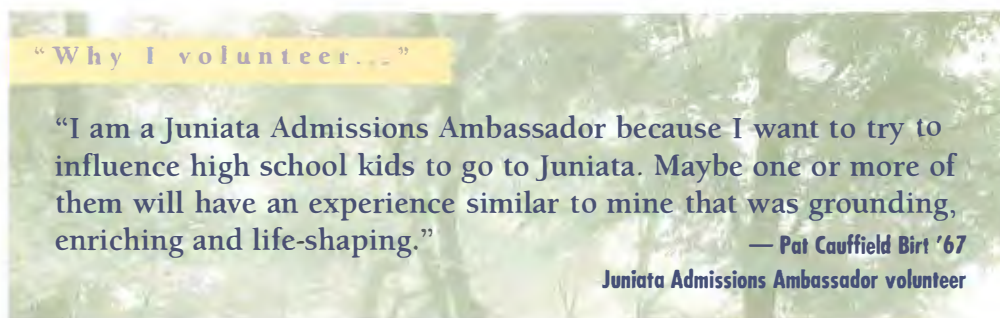 “Why I volunteer...”
“I am a Juniata Admissions Ambassador because I want to try to
influence high school kids to go to Juniata. Maybe one or more of
them will have an experience similar to mine that was grounding,
enriching and life-shaping.”
— Pat Cauffield Birt ’67
Juniata Admissions Ambassador volunteer